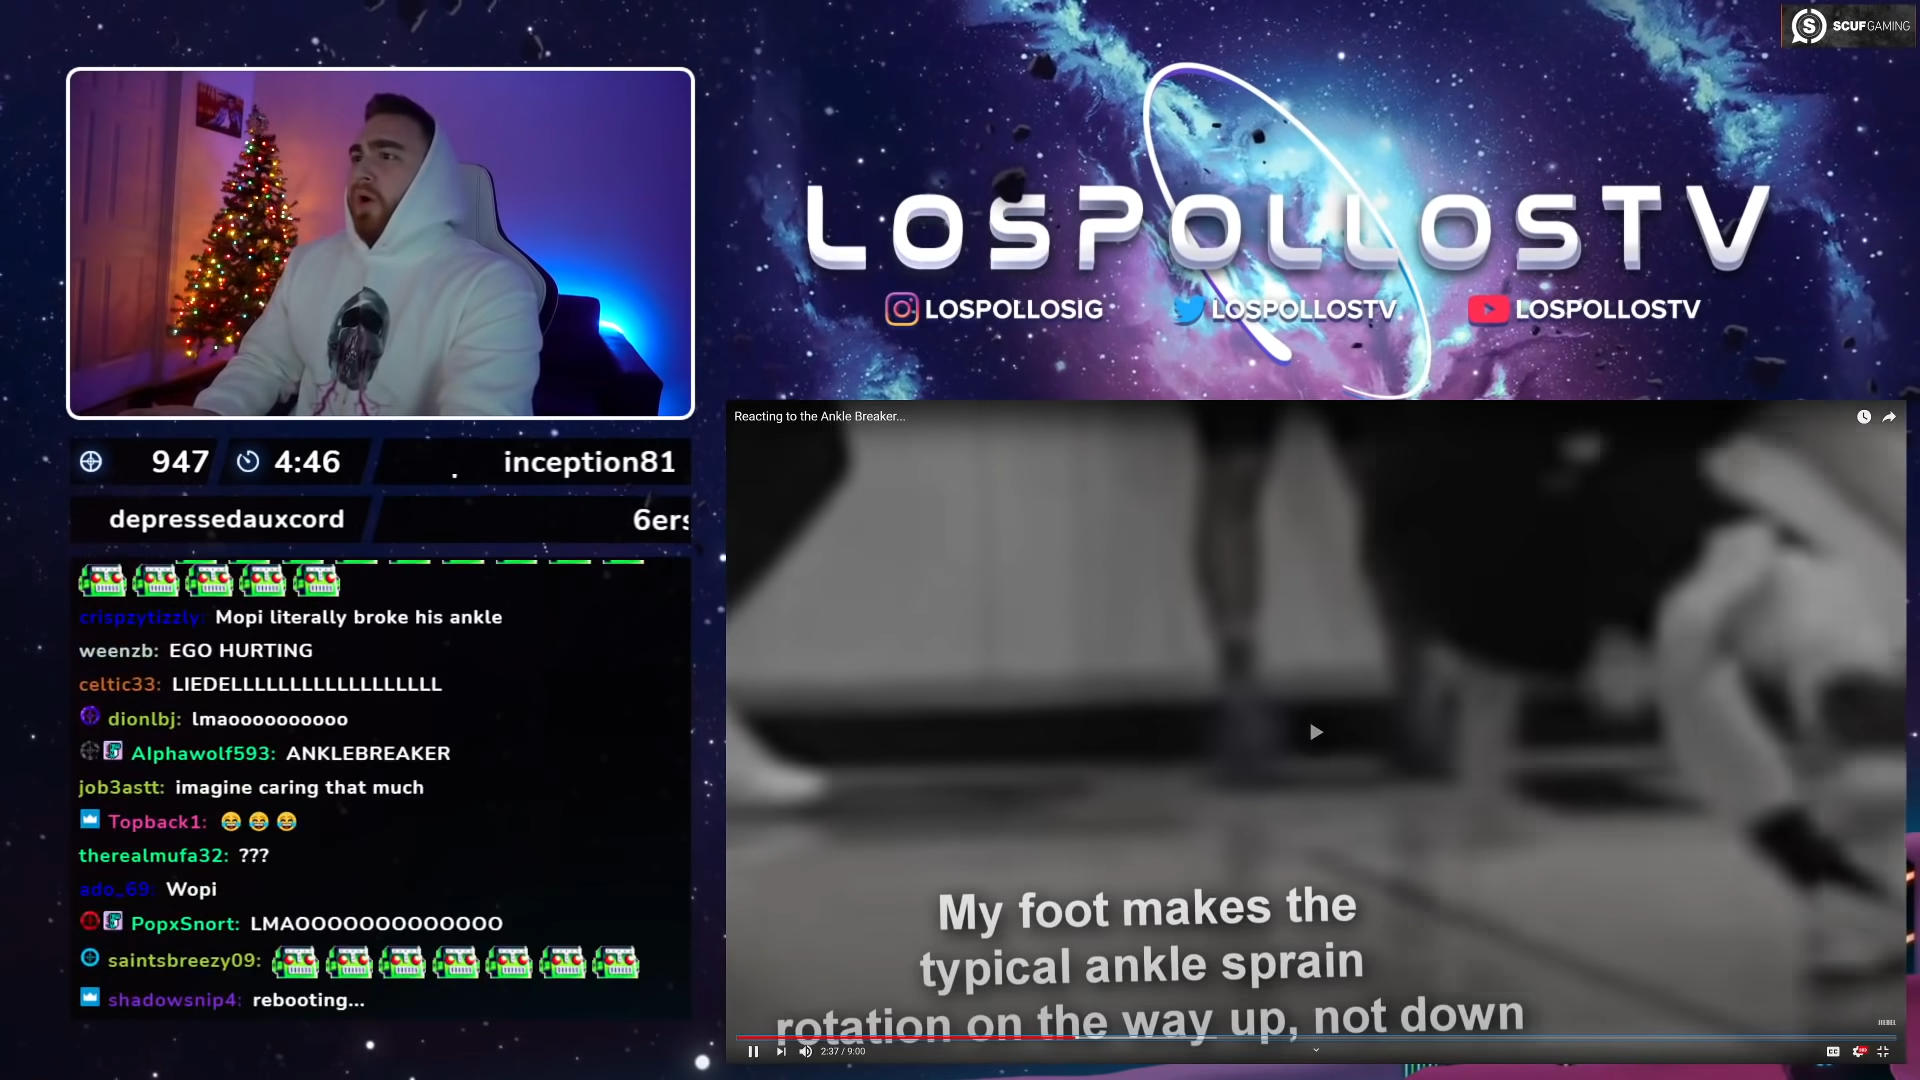 SCUFGAMING
LOSPOLLOSTV
LOSPOLLOSIG
LOSPOLLOSTV
LOSPOLLOSTV
947
4:46
. inception81
depressedauxcord
6ers
crispzytizzly: Mopi literally broke his ankle
weenzb: EGO HURTING
celtic33: LIEDELLLLLLLLLLLLLLLLLL
dionlbj: lmaoooooooooo
Alphawolf593: ANKLEBREAKER
job3astt: imagine caring that much
Topback1: 😂 😂 😂
therealmufa32: ???
ado_69: Wopi
PopxSnort: LMAOOOOOOOOOOOOO
saintsbreezy09:
shadowsnip4: rebooting...
Reacting to the Ankle Breaker...
My foot makes the
typical ankle sprain
rotation on the way up, not down
2:37 / 9:00
CC